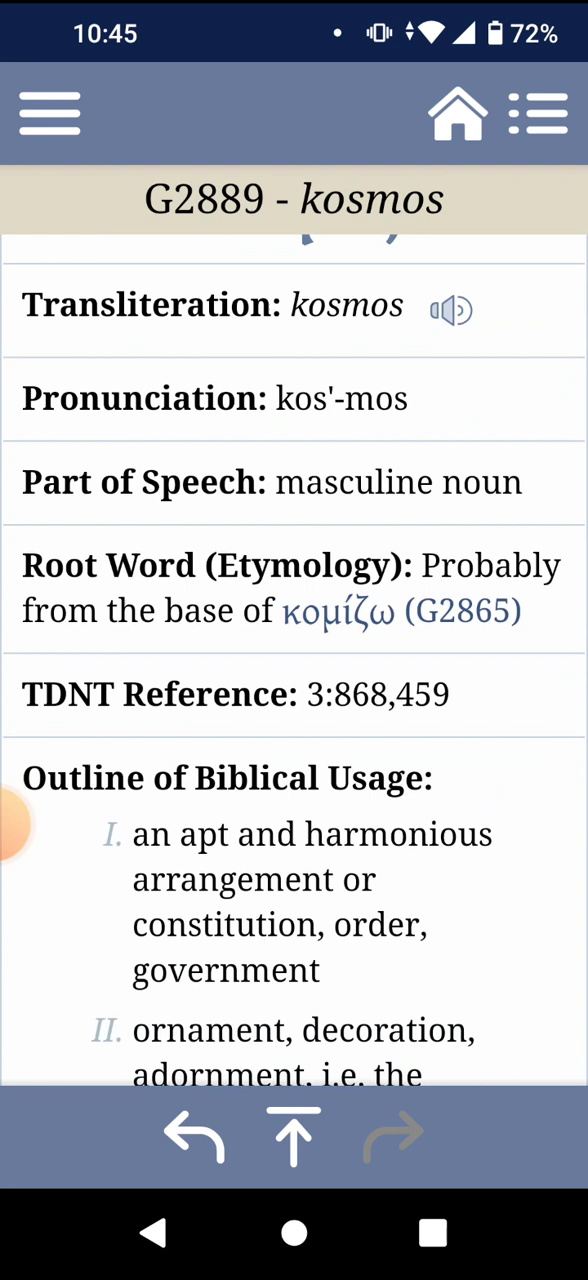 10:45
72%
G2889 - kosmos
Transliteration: kosmos
Pronunciation: kos'-mos
Part of Speech: masculine noun
Root Word (Etymology): Probably
from the base of κομίζω (G2865)
TDNT Reference: 3:868,459
Outline of Biblical Usage:
I. an apt and harmonious
arrangement or
constitution, order,
government
II. ornament, decoration,
adornment, i.e. the